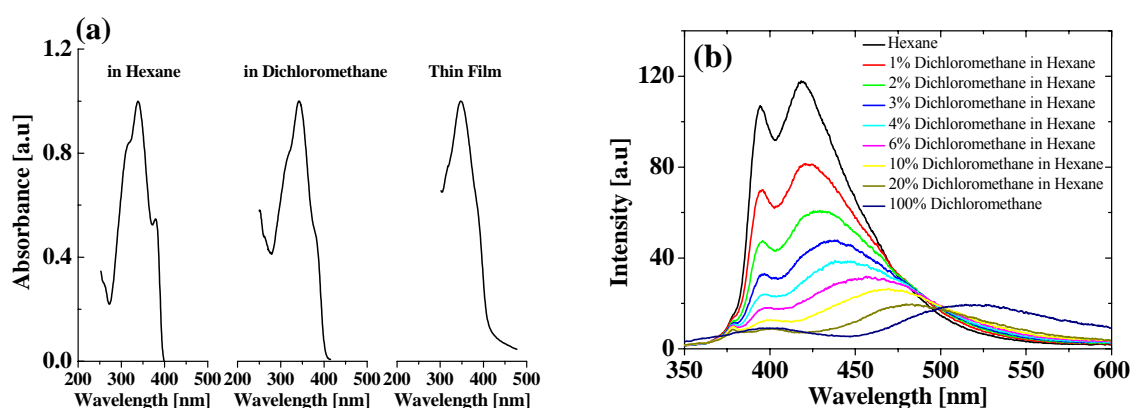 (a)
1.2
0.8
0.4
0.0
Absorbance [a.u]
in Hexane
in Dichloromethane
Thin Film
200 300 400 500
200 300 400 500
200 300 400 500
Wavelength [nm]
Wavelength [nm]
Wavelength [nm]
(b)
120
80
40
0
Intensity [a.u]
Hexane
1% Dichloromethane in Hexane
2% Dichloromethane in Hexane
3% Dichloromethane in Hexane
4% Dichloromethane in Hexane
6% Dichloromethane in Hexane
10% Dichloromethane in Hexane
20% Dichloromethane in Hexane
100% Dichloromethane
350 400 450 500 550 600
Wavelength [nm]